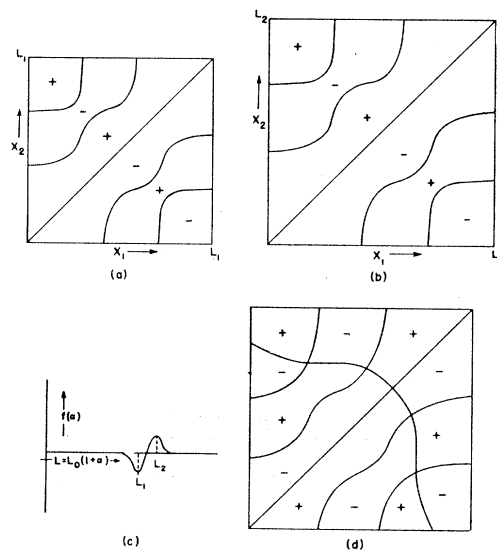 L₁
+
-
+
X₂
-
+
-
X₁
L₁
(a)
L₂
+
-
+
X₂
-
+
-
X₁
L
(b)
f(α)
L=L₀(1+α)
L₁
L₂
(c)
+
-
+
-
-
+
+
-
-
+
-
+
-
(d)